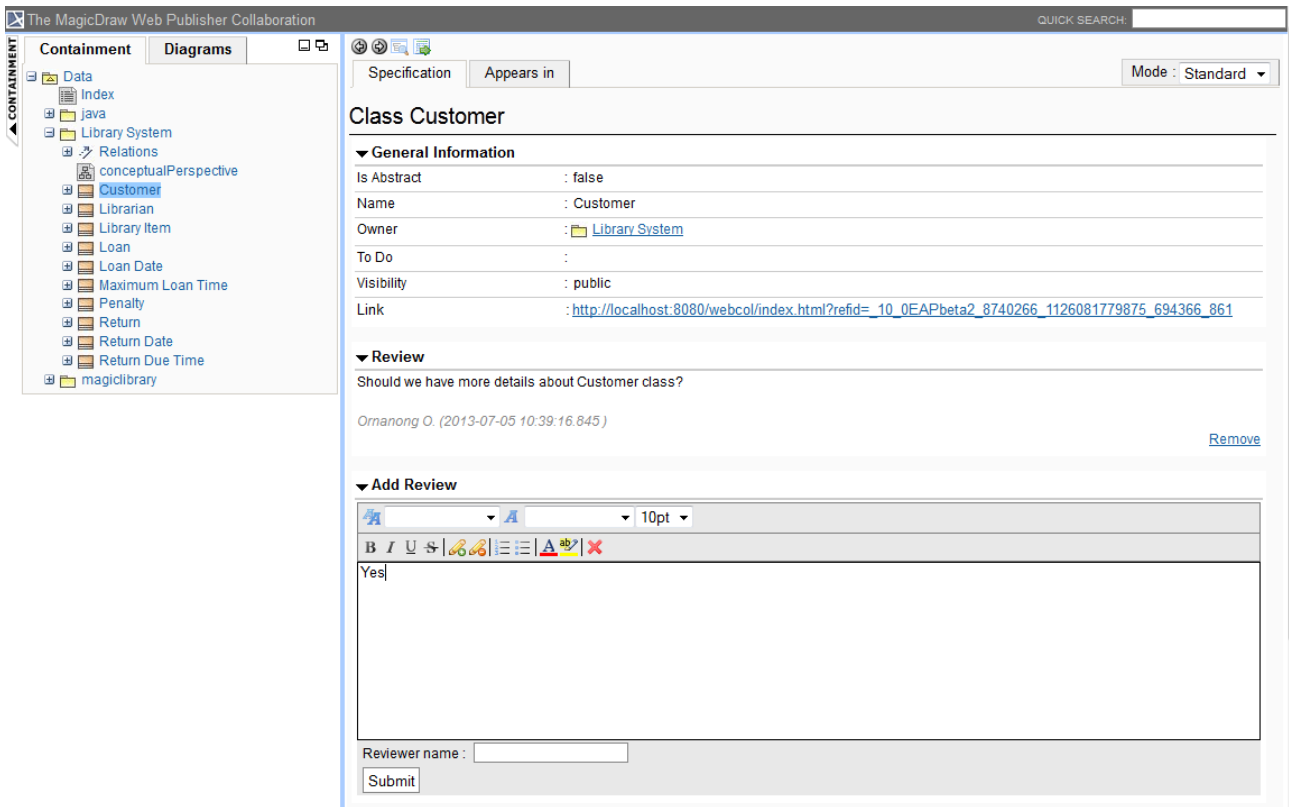 The MagicDraw Web Publisher Collaboration
QUICK SEARCH:
CONTAINMENT
Containment
Diagrams
Data
Index
java
Library System
Relations
conceptualPerspective
Customer
Librarian
Library Item
Loan
Loan Date
Maximum Loan Time
Penalty
Return
Return Date
Return Due Time
magiclibrary
Specification
Appears in
Mode : Standard
Class Customer
General Information
Is Abstract : false
Name : Customer
Owner : Library System
To Do :
Visibility : public
Link : http://localhost:8080/webcol/index.html?refid=_10_0EAPbeta2_8740266_1126081779875_694366_861
Review
Should we have more details about Customer class?
Ornanong O. (2013-07-05 10:39:16.845 )
Remove
Add Review
10pt
B I U S A ab
Yes
Reviewer name :
Submit